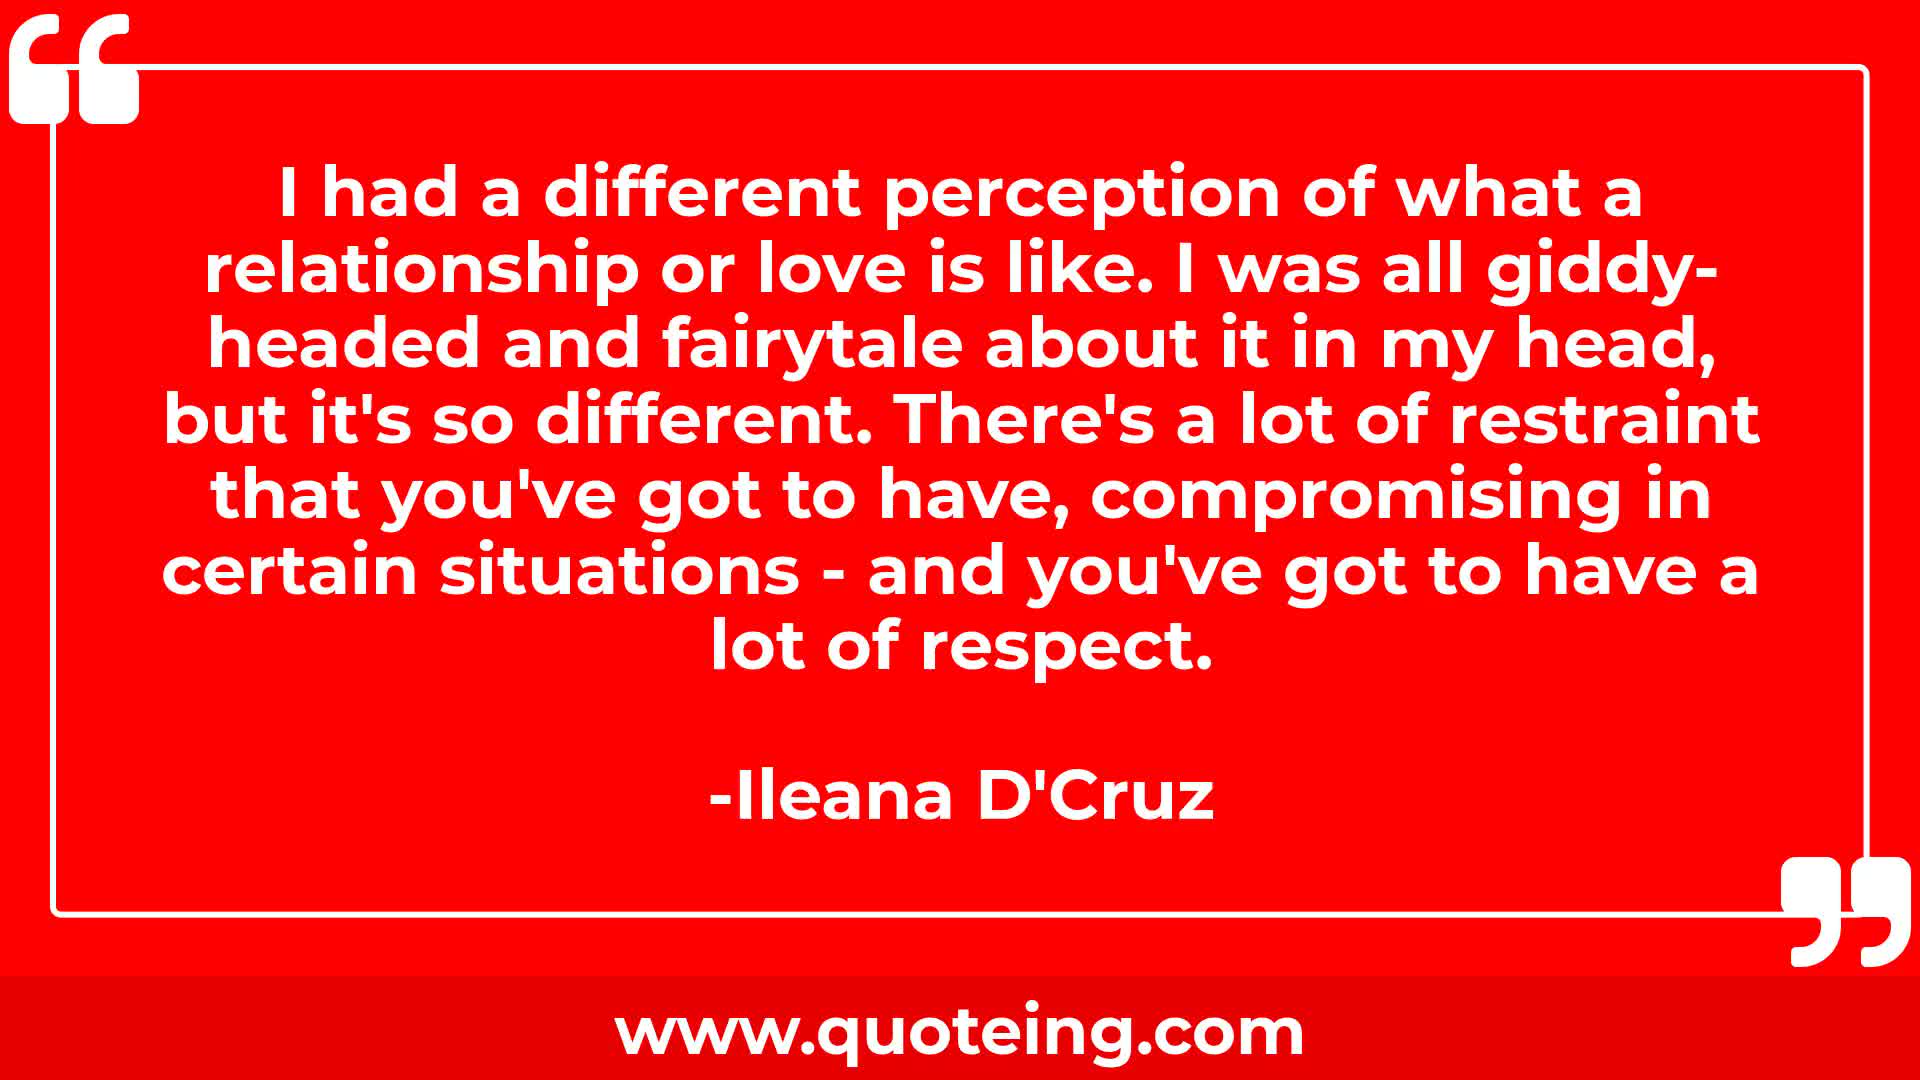 I had a different perception of what a
relationship or love is like. I was all giddy-
headed and fairytale about it in my head,
but it's so different. There's a lot of restraint
that you've got to have, compromising in
certain situations - and you've got to have a
lot of respect.
-Ileana D'Cruz
www.quoteing.com